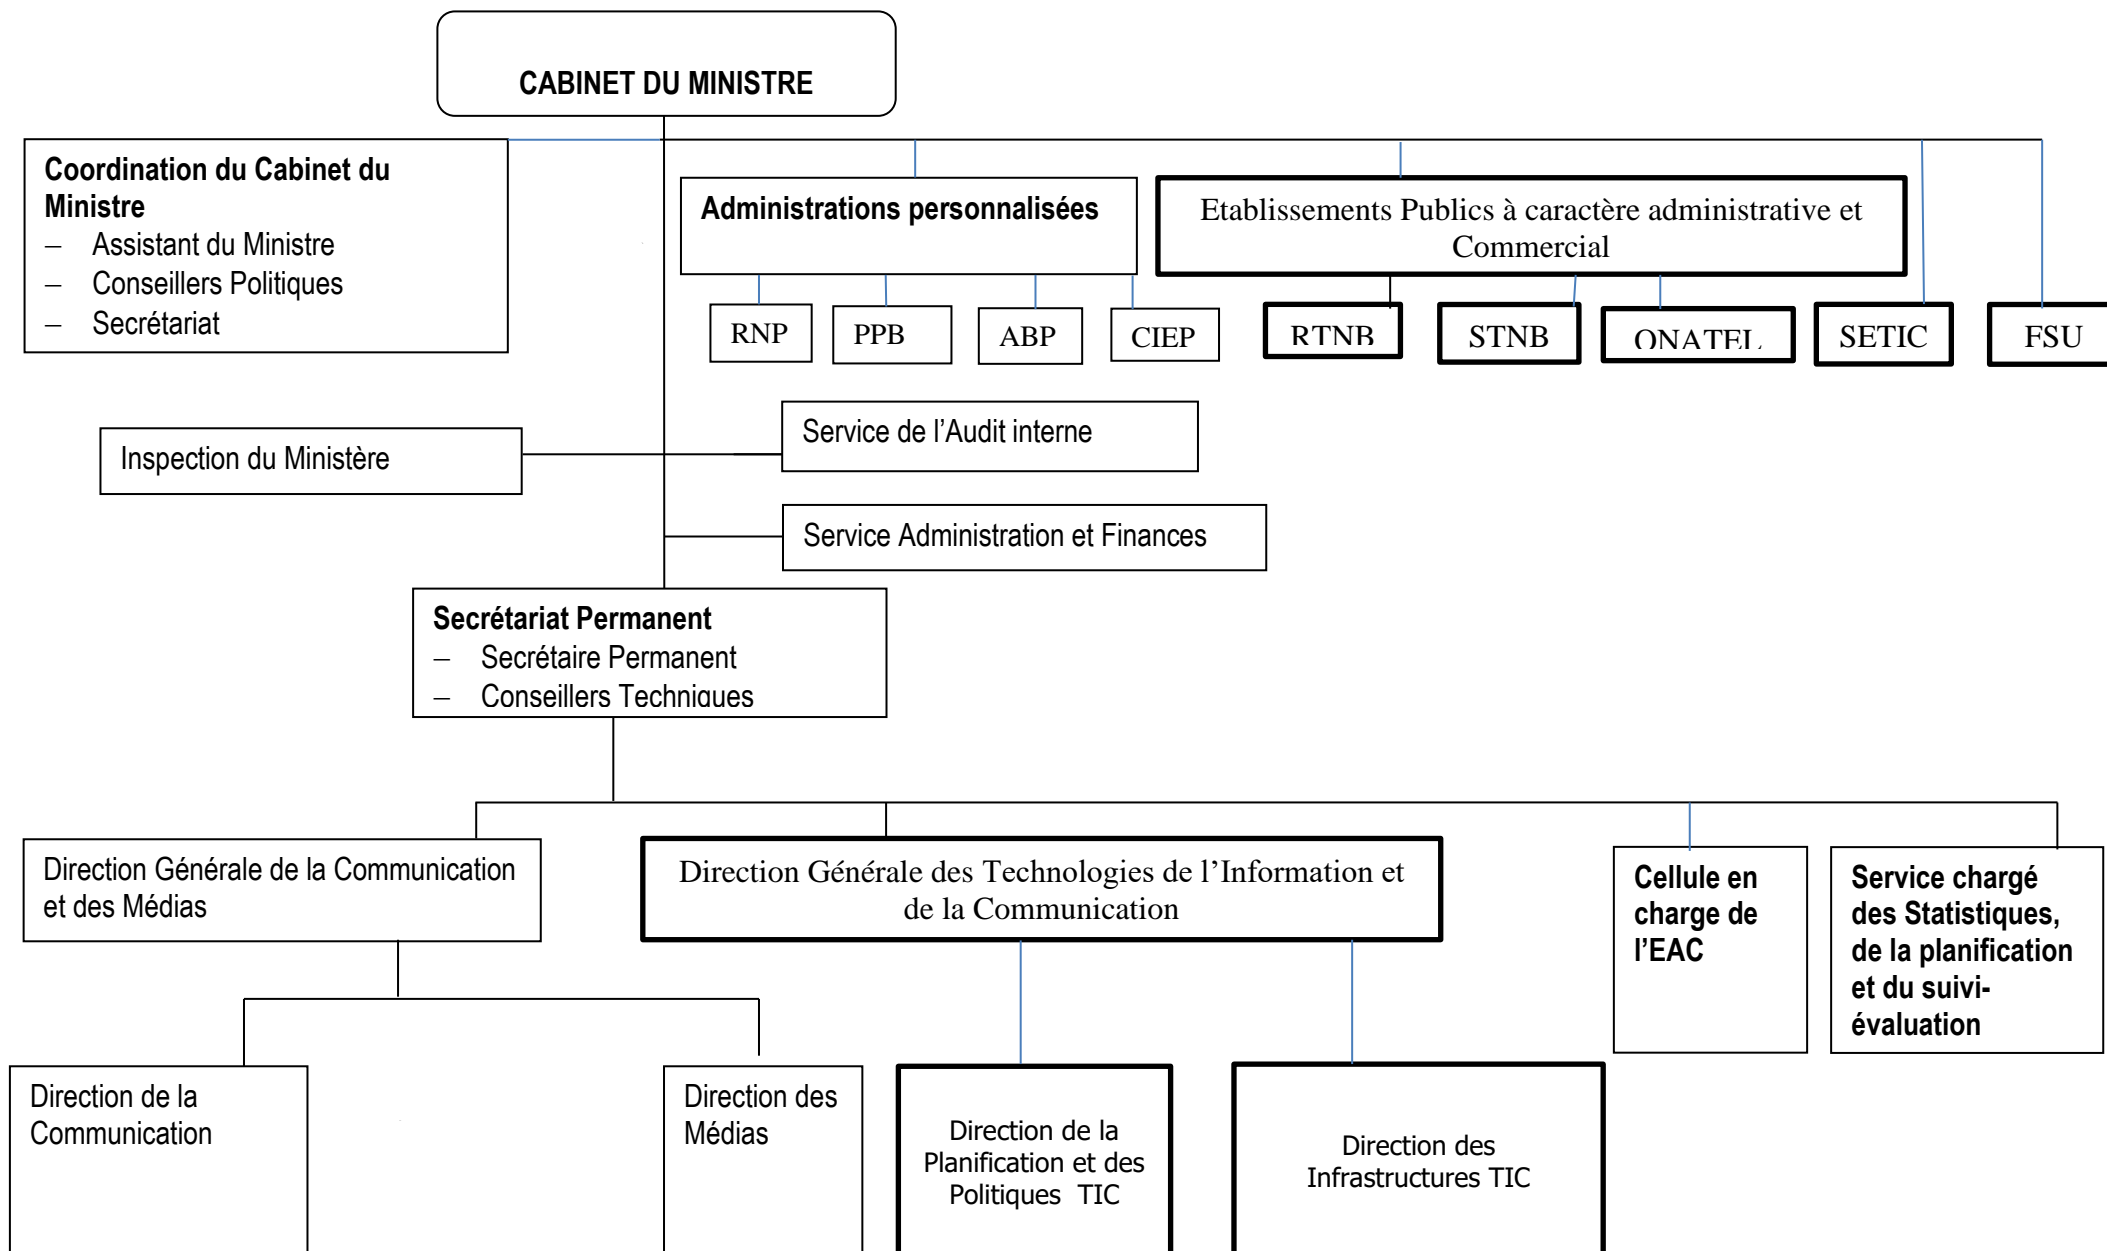 CABINET DU MINISTRE
Coordination du Cabinet du
Ministre
– Assistant du Ministre
– Conseillers Politiques
– Secrétariat
Administrations personnalisées
Etablissements Publics à caractère administrative et
Commercial
RNP
PPB
ABP
CIEP
RTNB
STNB
ONATEL
SETIC
FSU
Inspection du Ministère
Service de l’Audit interne
Service Administration et Finances
Secrétariat Permanent
– Secrétaire Permanent
– Conseillers Techniques
Direction Générale de la Communication
et des Médias
Direction Générale des Technologies de l’Information et
de la Communication
Cellule en
charge de
l’EAC
Service chargé
des Statistiques,
de la planification
et du suivi-
évaluation
Direction de la
Communication
Direction des
Médias
Direction de la
Planification et des
Politiques TIC
Direction des
Infrastructures TIC